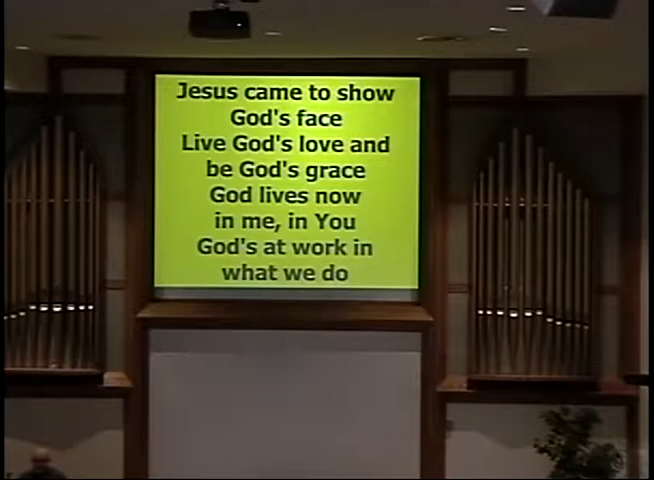 Jesus came to show
God's face
Live God's love and
be God's grace
God lives now
in me, in You
God's at work in
what we do